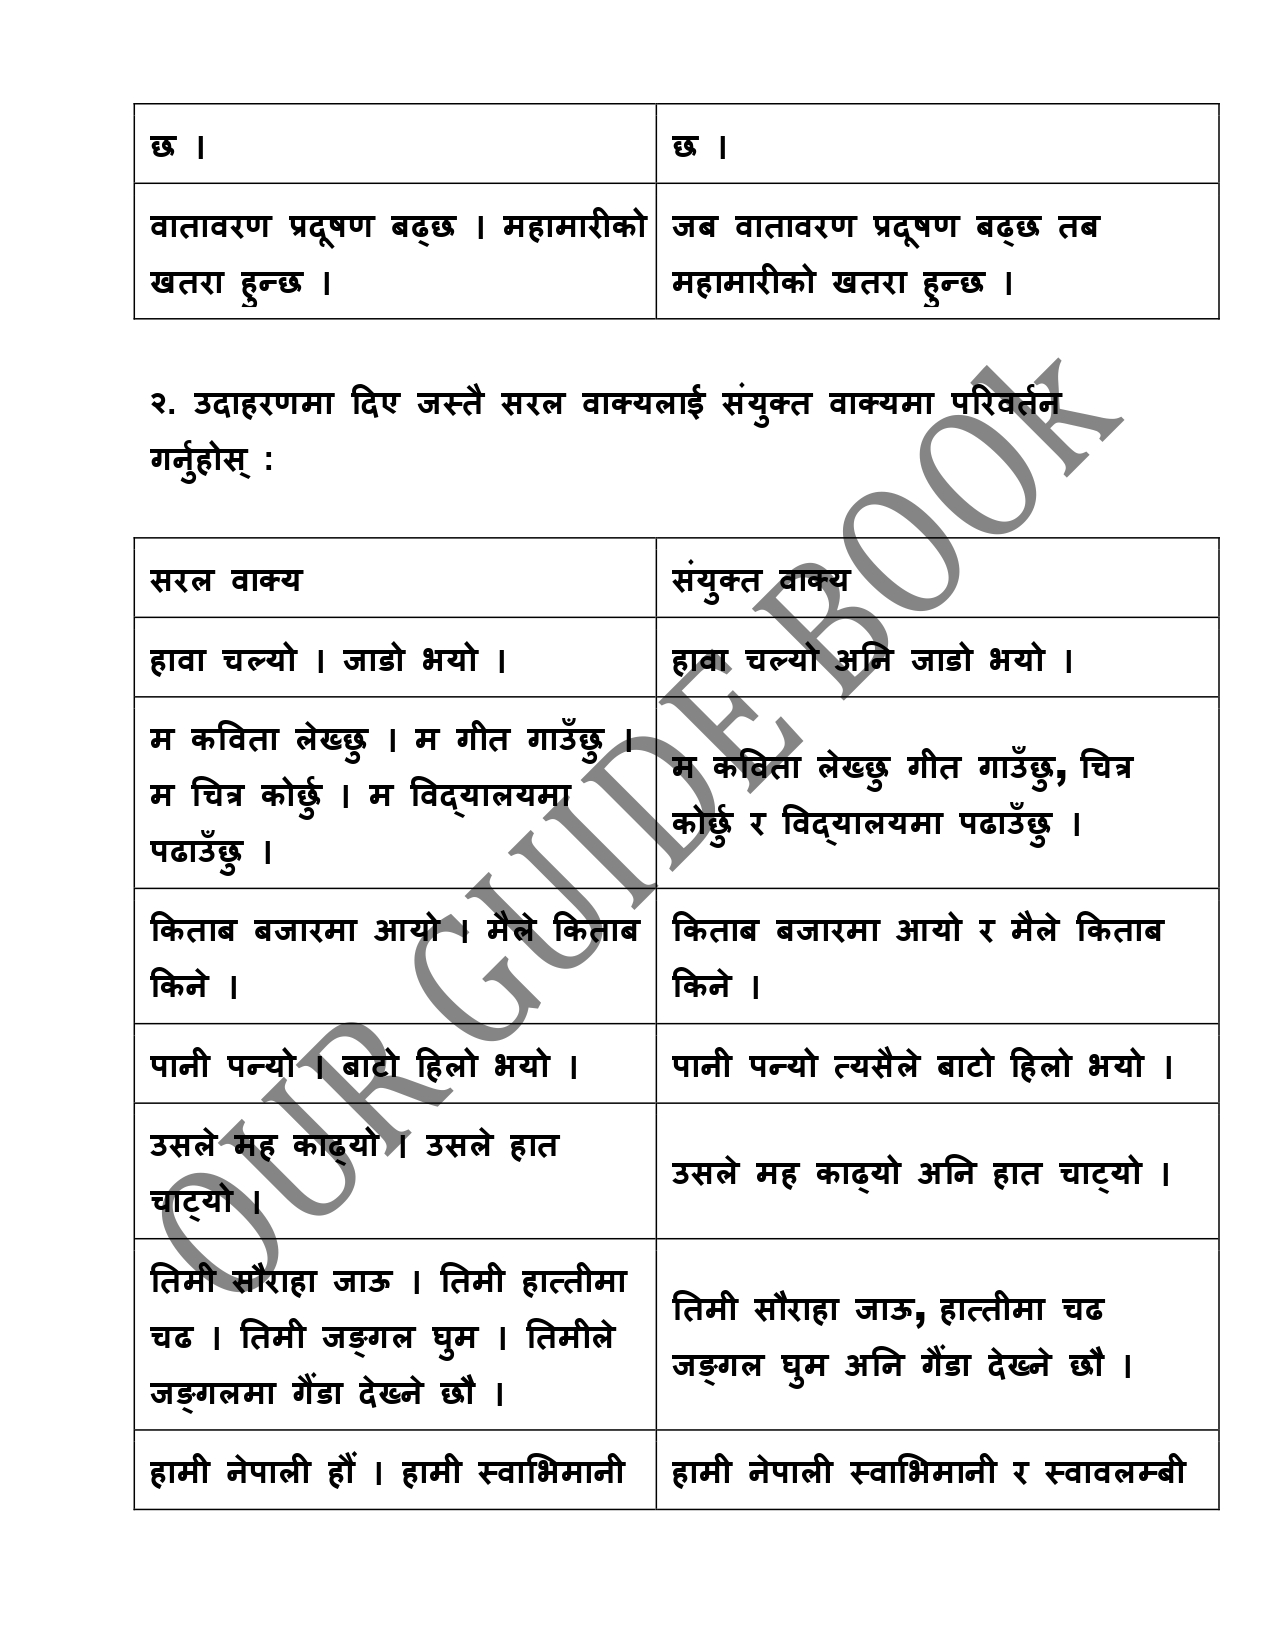 छ ।
छ ।
वातावरण प्रदूषण बढ्छ । महामारीको
खतरा हुन्छ ।
जब वातावरण प्रदूषण बढ्छ तब
महामारीको खतरा हुन्छ ।
२. उदाहरणमा दिए जस्तै सरल वाक्यलाई संयुक्त वाक्यमा परिवर्तन
गर्नुहोस् :
सरल वाक्य
संयुक्त वाक्य
हावा चल्यो । जाडो भयो ।
हावा चल्यो अनि जाडो भयो ।
म कविता लेख्छु । म गीत गाउँछु ।
म चित्र कोर्छु । म विद्यालयमा
पढाउँछु ।
म कविता लेख्छु गीत गाउँछु, चित्र
कोर्छु र विद्यालयमा पढाउँछु ।
किताब बजारमा आयो । मैले किताब
किने ।
किताब बजारमा आयो र मैले किताब
किने ।
पानी पन्यो । बाटो हिलो भयो ।
पानी पन्यो त्यसैले बाटो हिलो भयो ।
उसले मह काढ्यो । उसले हात
चाट्यो ।
उसले मह काढ्यो अनि हात चाट्यो ।
तिमी सौराहा जाऊ । तिमी हात्तीमा
चढ । तिमी जङ्गल घुम । तिमीले
जङ्गलमा गैंडा देख्ने छौ ।
तिमी सौराहा जाऊ, हात्तीमा चढ
जङ्गल घुम अनि गैंडा देख्ने छौ ।
हामी नेपाली हौं । हामी स्वाभिमानी
हामी नेपाली स्वाभिमानी र स्वावलम्बी
OUR GUIDE BOOk